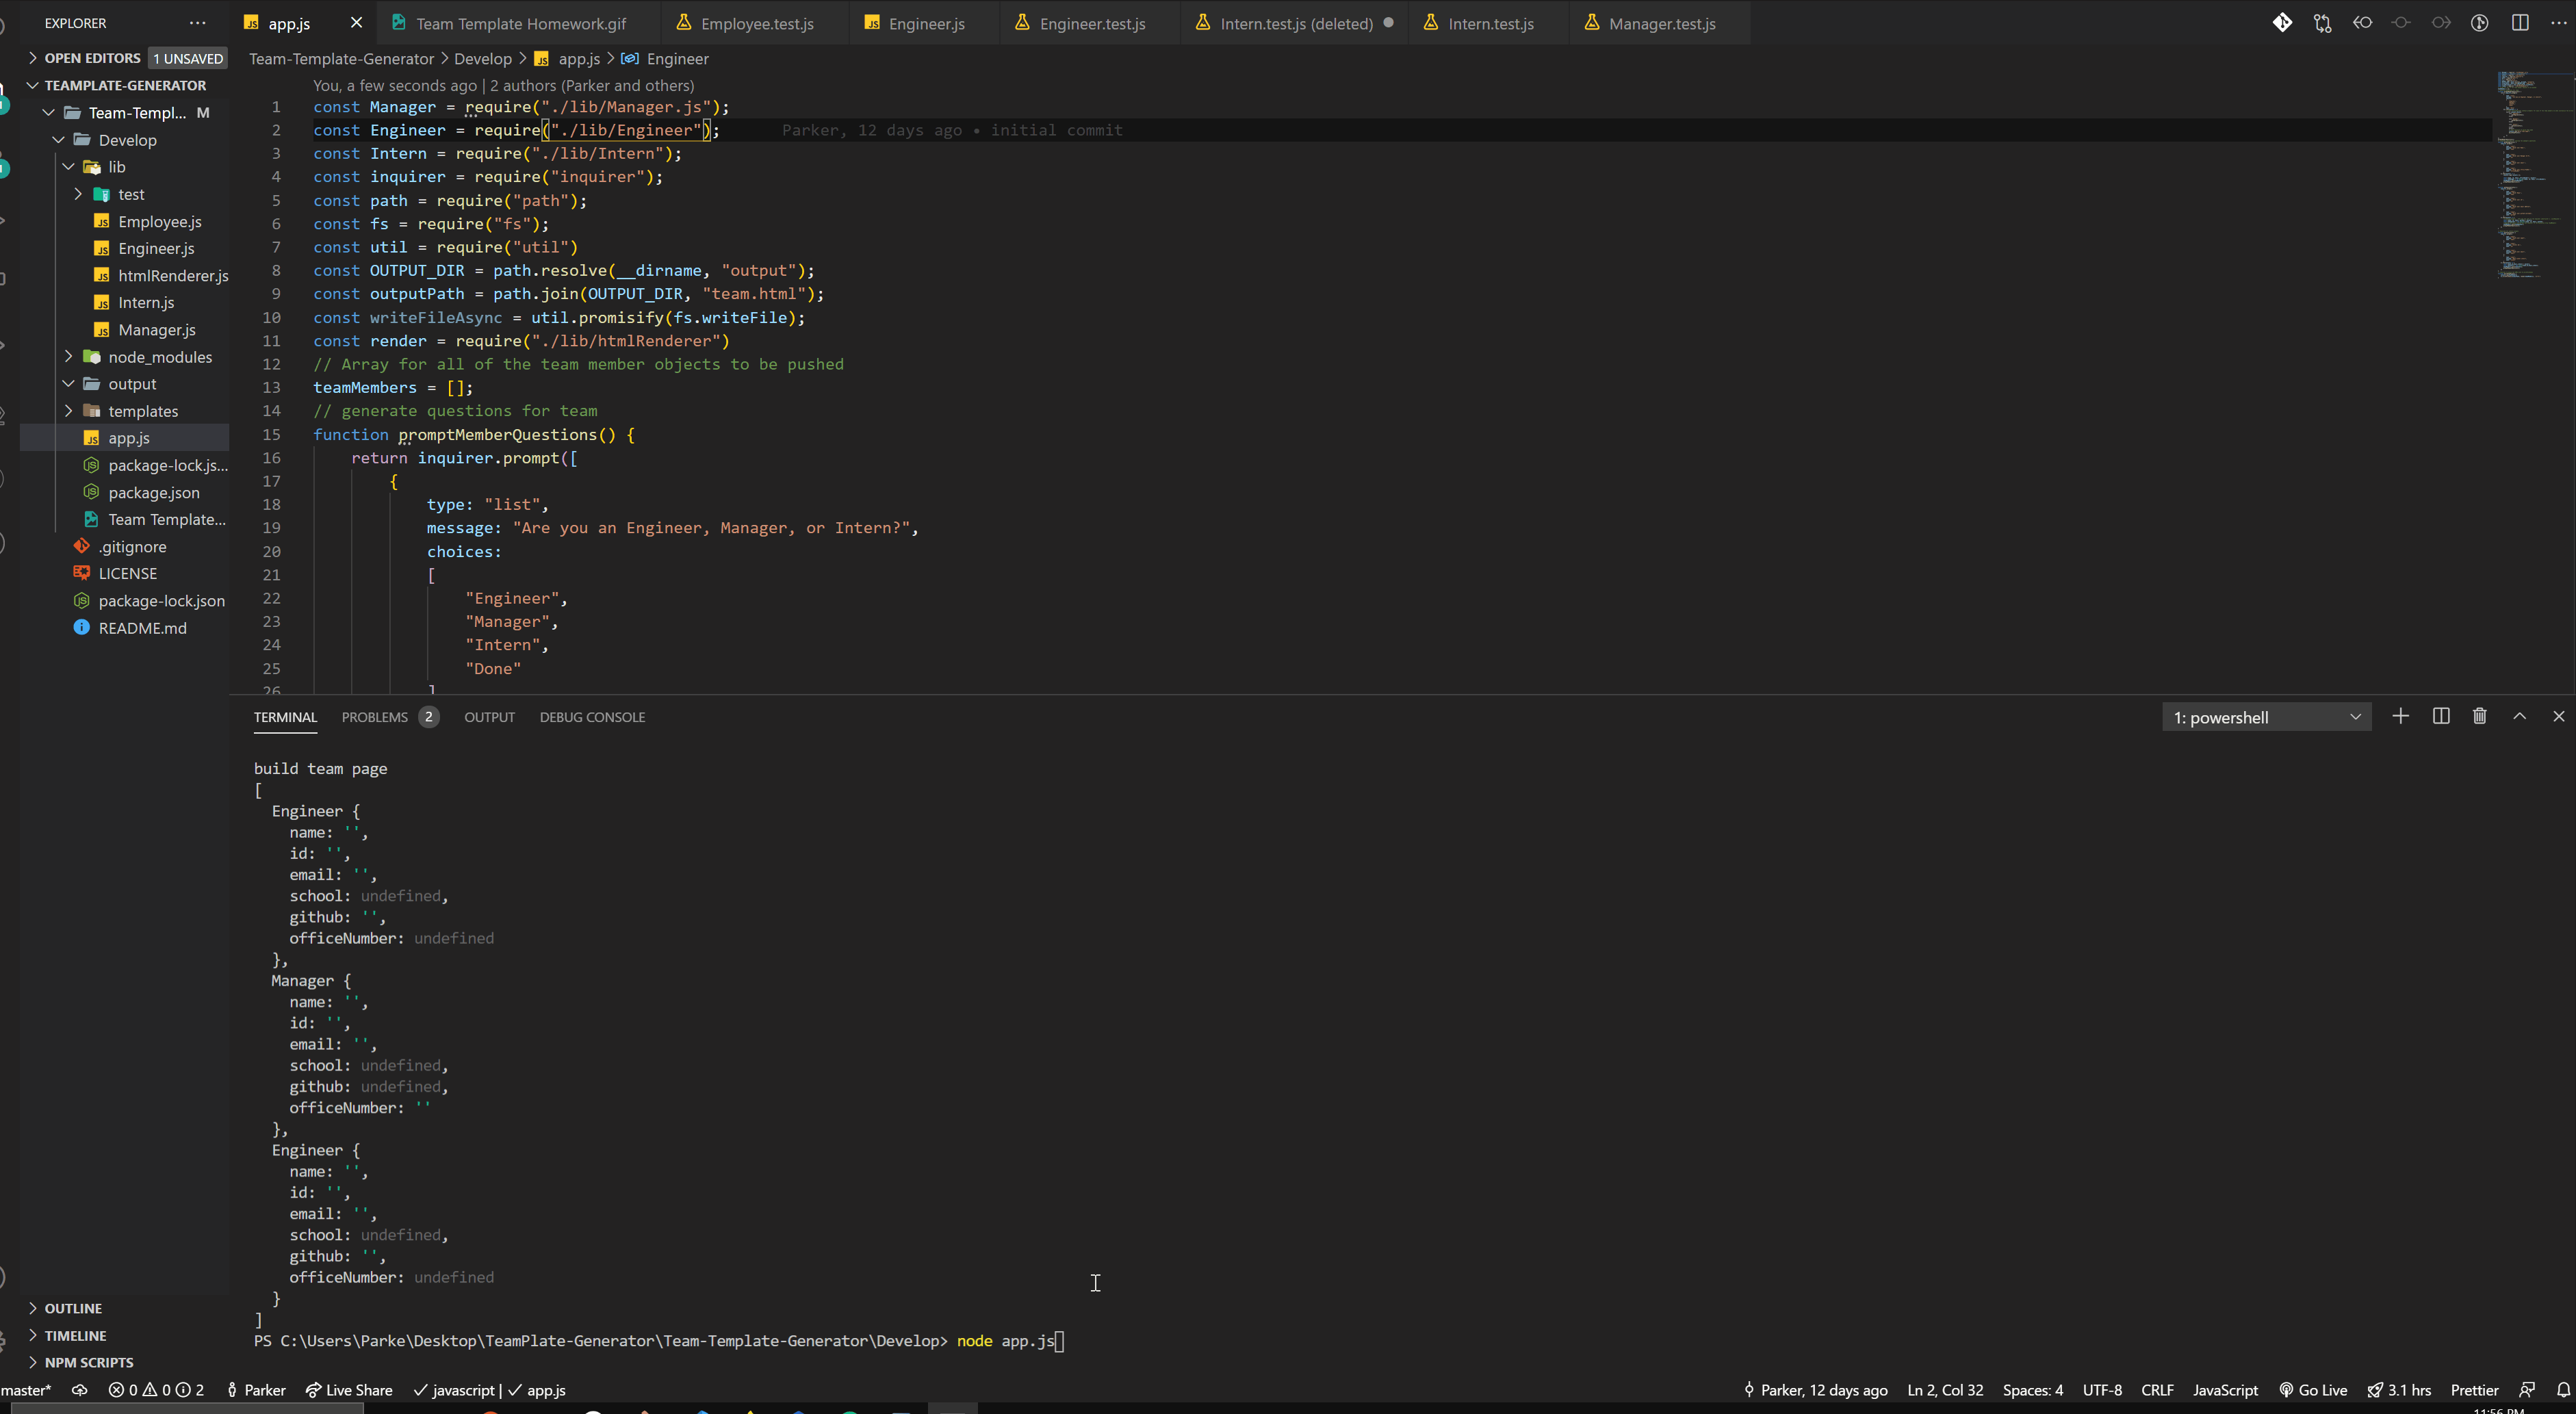 EXPLORER
OPEN EDITORS 1 UNSAVED
TEAMPLATE-GENERATOR
Team-Templ... M
Develop
lib
test
Employee.js
Engineer.js
htmlRenderer.js
Intern.js
Manager.js
node_modules
output
templates
app.js
package-lock.js...
package.json
Team Template...
.gitignore
LICENSE
package-lock.json
README.md
OUTLINE
TIMELINE
NPM SCRIPTS
app.js Team Template Homework.gif Employee.test.js Engineer.js Engineer.test.js Intern.test.js (deleted) Intern.test.js Manager.test.js
Team-Template-Generator > Develop > app.js > Engineer
You, a few seconds ago | 2 authors (Parker and others)
1 const Manager = require("./lib/Manager.js");
2 const Engineer = require("./lib/Engineer"); Parker, 12 days ago • initial commit
3 const Intern = require("./lib/Intern");
4 const inquirer = require("inquirer");
5 const path = require("path");
6 const fs = require("fs");
7 const util = require("util")
8 const OUTPUT_DIR = path.resolve(__dirname, "output");
9 const outputPath = path.join(OUTPUT_DIR, "team.html");
10 const writeFileAsync = util.promisify(fs.writeFile);
11 const render = require("./lib/htmlRenderer")
12 // Array for all of the team member objects to be pushed
13 teamMembers = [];
14 // generate questions for team
15 function promptMemberQuestions() {
16 return inquirer.prompt([
17 {
18 type: "list",
19 message: "Are you an Engineer, Manager, or Intern?",
20 choices:
21 [
22 "Engineer",
23 "Manager",
24 "Intern",
25 "Done"
26 ]
TERMINAL PROBLEMS 2 OUTPUT DEBUG CONSOLE 1: powershell
build team page
[
Engineer {
name: '',
id: '',
email: '',
school: undefined,
github: '',
officeNumber: undefined
},
Manager {
name: '',
id: '',
email: '',
school: undefined,
github: undefined,
officeNumber: ''
},
Engineer {
name: '',
id: '',
email: '',
school: undefined,
github: '',
officeNumber: undefined
}
]
PS C:\Users\Parke\Desktop\TeamPlate-Generator\Team-Template-Generator\Develop> node app.js
master* 0 0 2 Parker Live Share javascript | app.js Parker, 12 days ago Ln 2, Col 32 Spaces: 4 UTF-8 CRLF JavaScript Go Live 3.1 hrs Prettier
11:56 PM